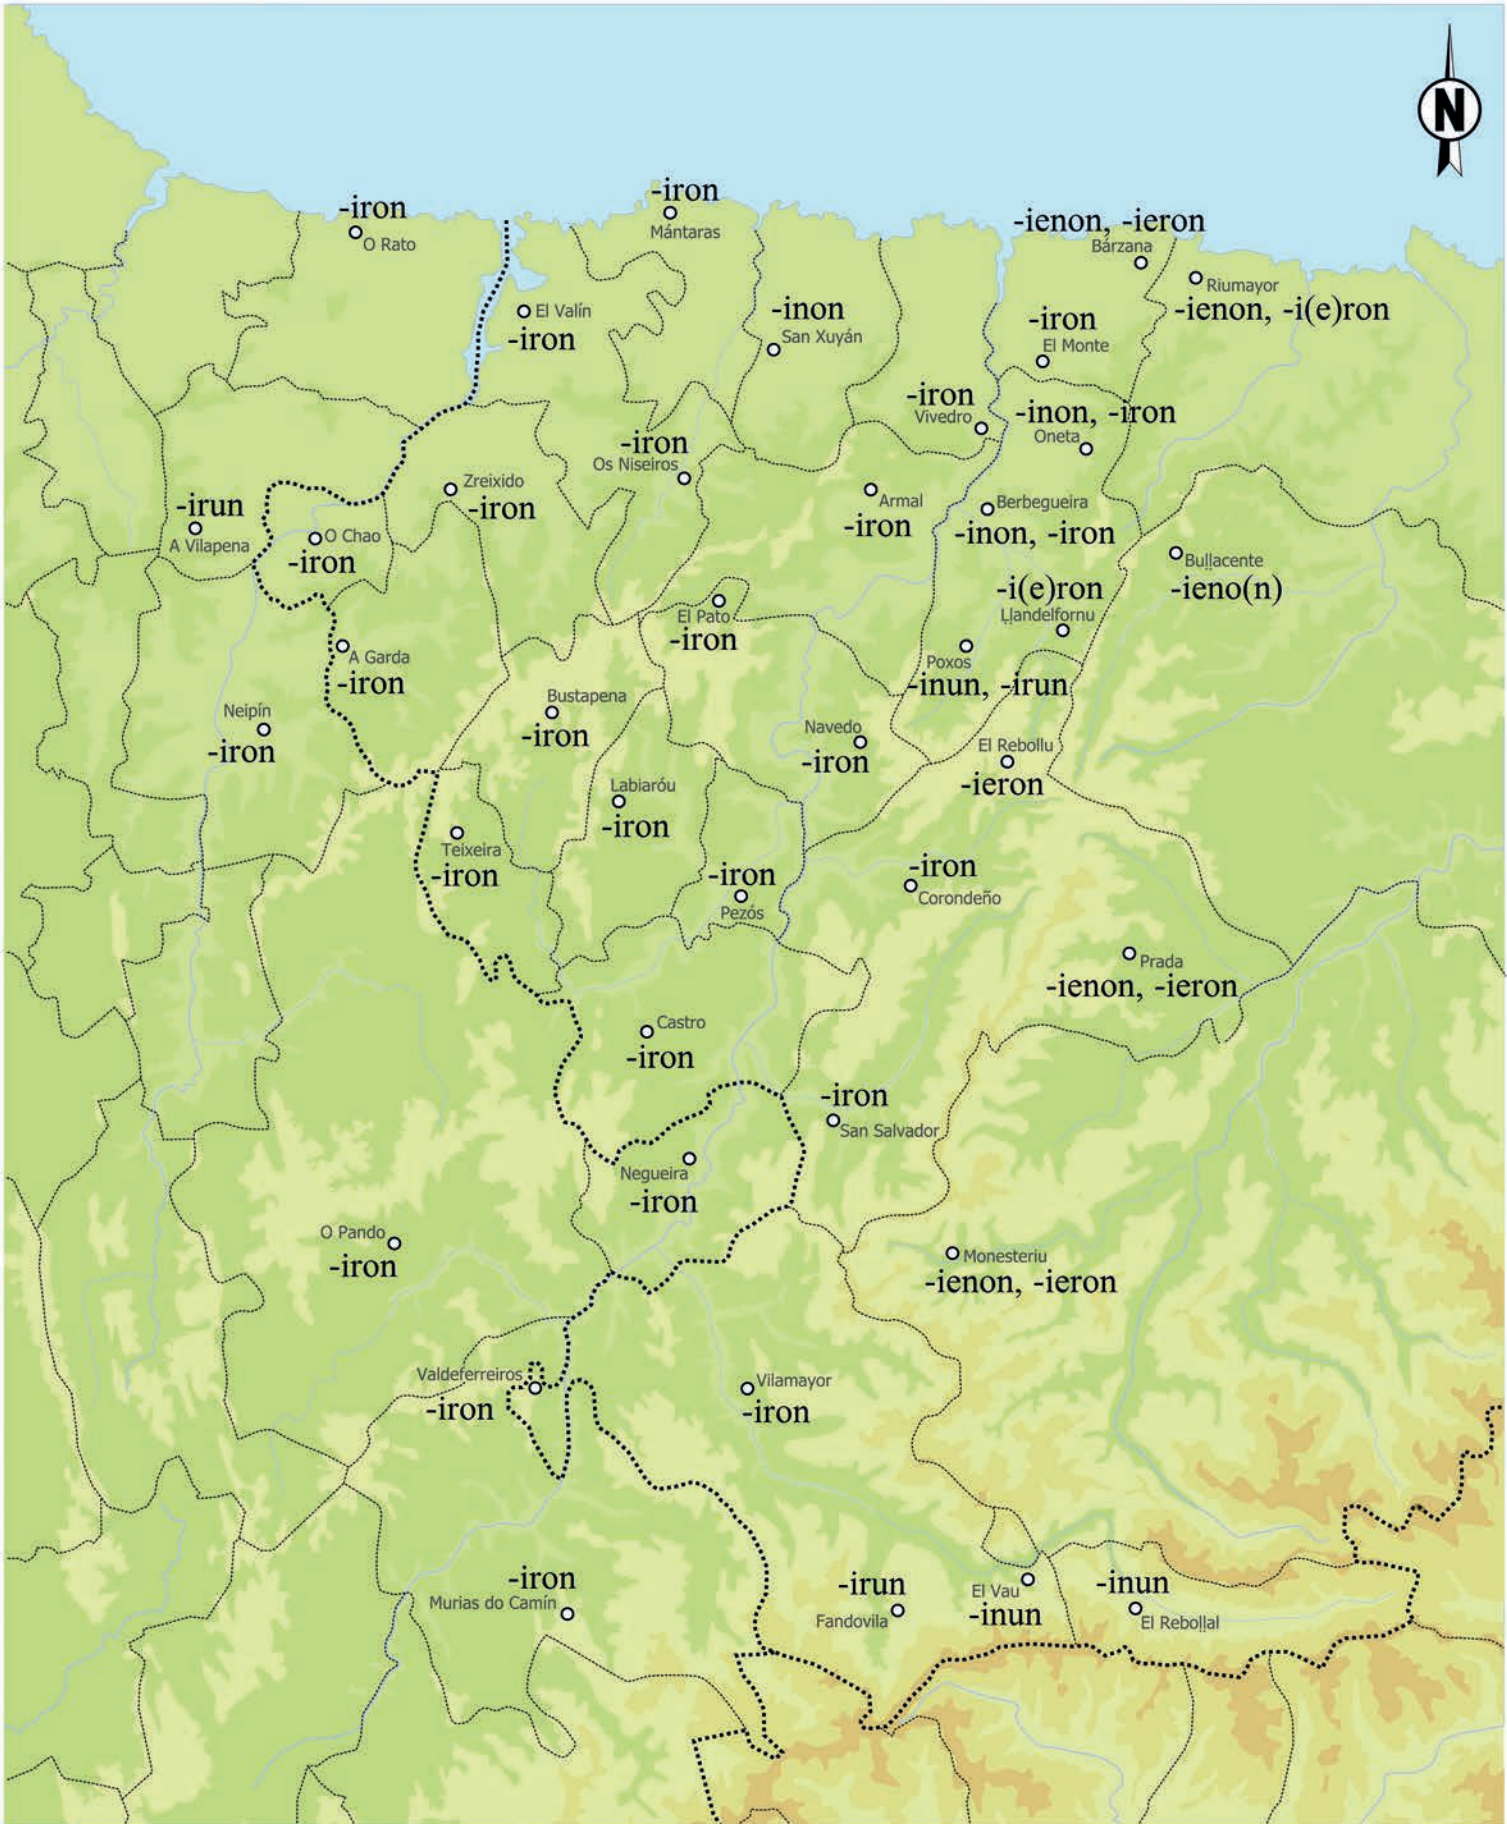 N
-iron
Mántaras
-iron
O Rato
-ienon, -ieron
Bárzana
Riumayor
-ienon, -i(e)ron
El Valín
-iron
-inon
San Xuyán
-iron
El Monte
-iron
Vivedro
-inon, -iron
Oneta
-iron
Os Niseiros
Zreixido
-iron
-irun
A Vilapena
O Chao
-iron
Armal
-iron
Berbegueira
-inon, -iron
Buḷḷacente
-ieno(n)
-i(e)ron
Ḷḷandelfornu
El Pato
-iron
A Garda
-iron
Poxos
-inun, -irun
Bustapena
-iron
Neipín
-iron
Navedo
-iron
El Rebollu
-ieron
Labiaróu
-iron
Teixeira
-iron
-iron
Pezós
-iron
Corondeño
Prada
-ienon, -ieron
Castro
-iron
-iron
San Salvador
Negueira
-iron
O Pando
-iron
Monesteriu
-ienon, -ieron
Valdeferreiros
-iron
Vilamayor
-iron
-iron
Murias do Camín
-irun
Fandovila
El Vau
-inun
-inun
El Reboḷḷal